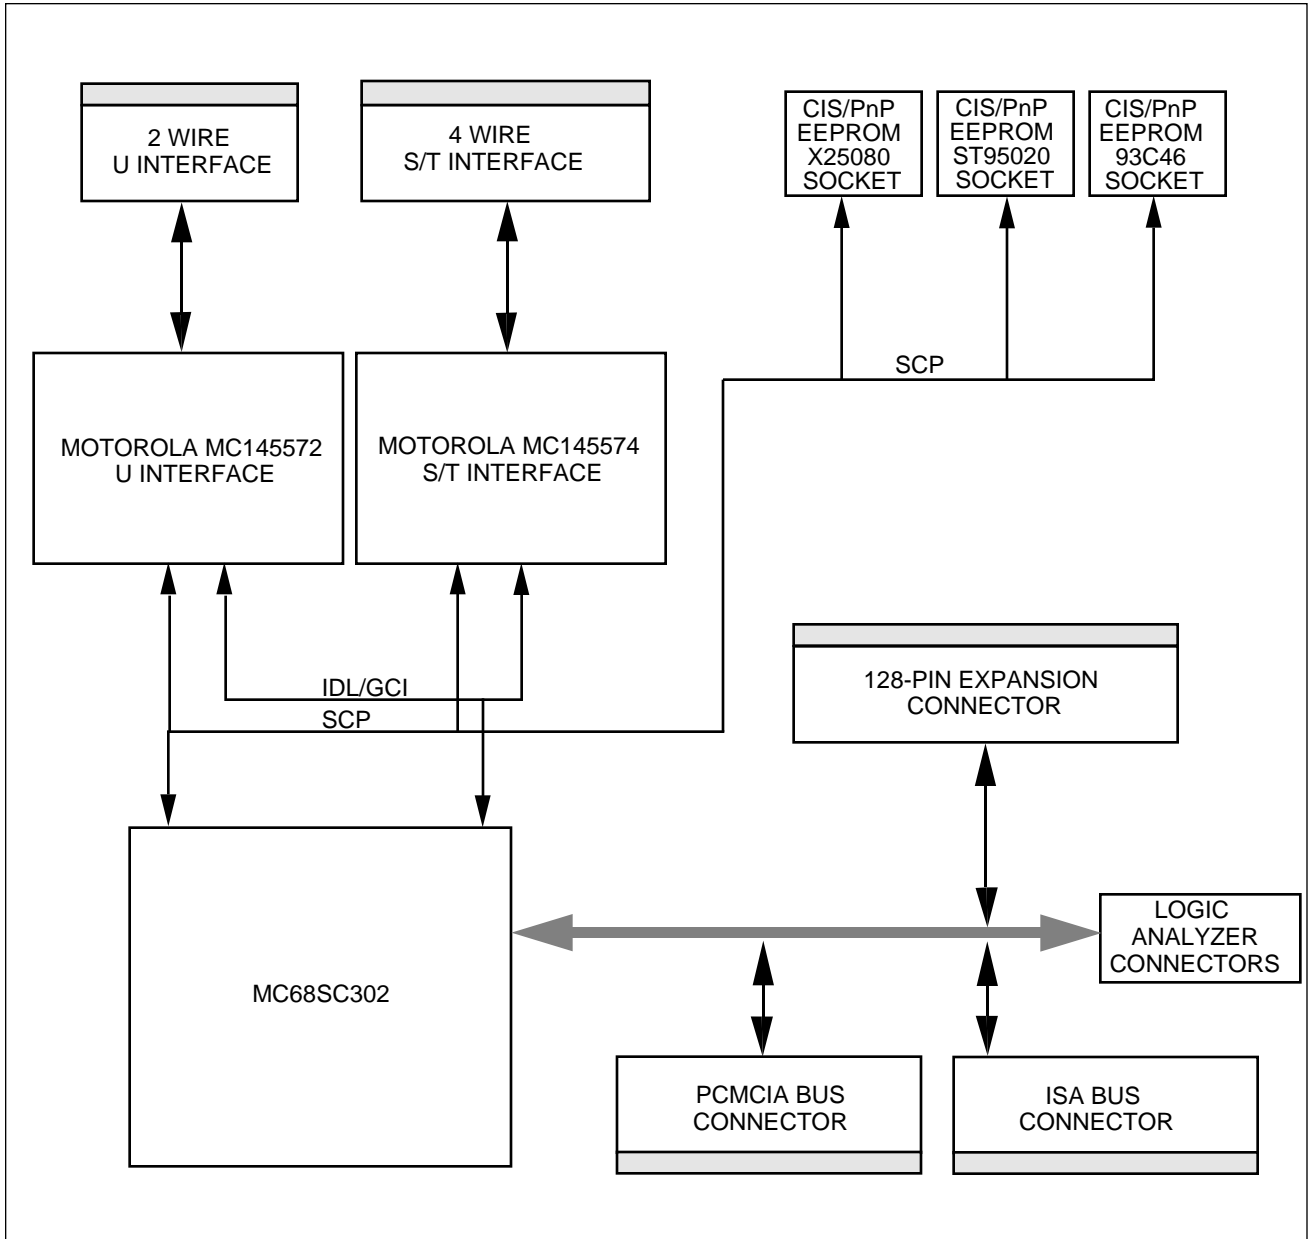 2 WIRE
U INTERFACE
4 WIRE
S/T INTERFACE
CIS/PnP
EEPROM
X25080
SOCKET
CIS/PnP
EEPROM
ST95020
SOCKET
CIS/PnP
EEPROM
93C46
SOCKET
SCP
MOTOROLA MC145572
U INTERFACE
MOTOROLA MC145574
S/T INTERFACE
IDL/GCI
SCP
128-PIN EXPANSION
CONNECTOR
LOGIC
ANALYZER
CONNECTORS
MC68SC302
PCMCIA BUS
CONNECTOR
ISA BUS
CONNECTOR